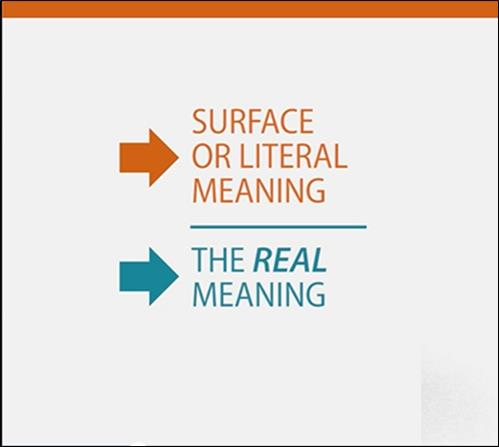 SURFACE
OR LITERAL
MEANING
THE REAL
MEANING